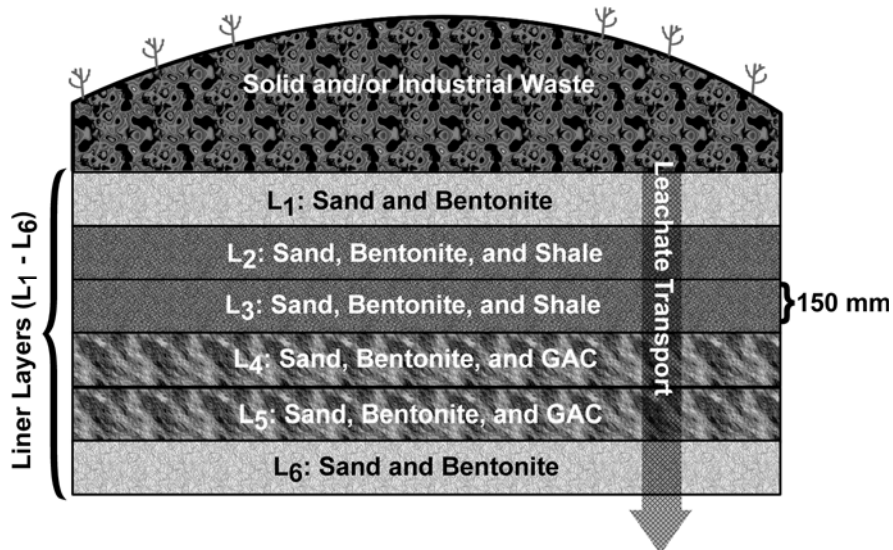 Solid and/or Industrial Waste
L1: Sand and Bentonite
L2: Sand, Bentonite, and Shale
L3: Sand, Bentonite, and Shale
L4: Sand, Bentonite, and GAC
L5: Sand, Bentonite, and GAC
L6: Sand and Bentonite
Liner Layers (L1 - L6)
Leachate Transport
150 mm